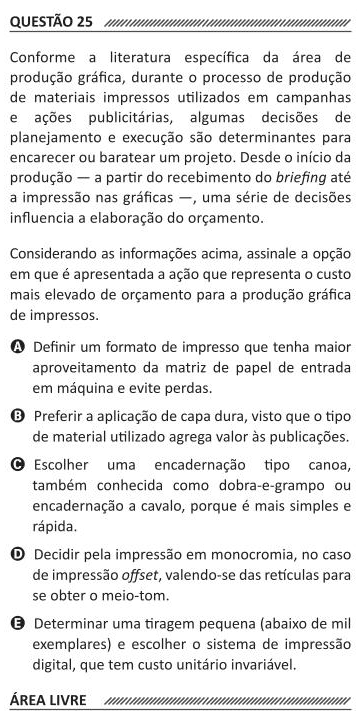 QUESTÃO 25
Conforme a literatura específica da área de
produção gráfica, durante o processo de produção
de materiais impressos utilizados em campanhas
e ações publicitárias, algumas decisões de
planejamento e execução são determinantes para
encarecer ou baratear um projeto. Desde o início da
produção — a partir do recebimento do briefing até
a impressão nas gráficas —, uma série de decisões
influencia a elaboração do orçamento.
Considerando as informações acima, assinale a opção
em que é apresentada a ação que representa o custo
mais elevado de orçamento para a produção gráfica
de impressos.
A Definir um formato de impresso que tenha maior
aproveitamento da matriz de papel de entrada
em máquina e evite perdas.
B Preferir a aplicação de capa dura, visto que o tipo
de material utilizado agrega valor às publicações.
C Escolher uma encadernação tipo canoa,
também conhecida como dobra-e-grampo ou
encadernação a cavalo, porque é mais simples e
rápida.
D Decidir pela impressão em monocromia, no caso
de impressão offset, valendo-se das retículas para
se obter o meio-tom.
E Determinar uma tiragem pequena (abaixo de mil
exemplares) e escolher o sistema de impressão
digital, que tem custo unitário invariável.
ÁREA LIVRE